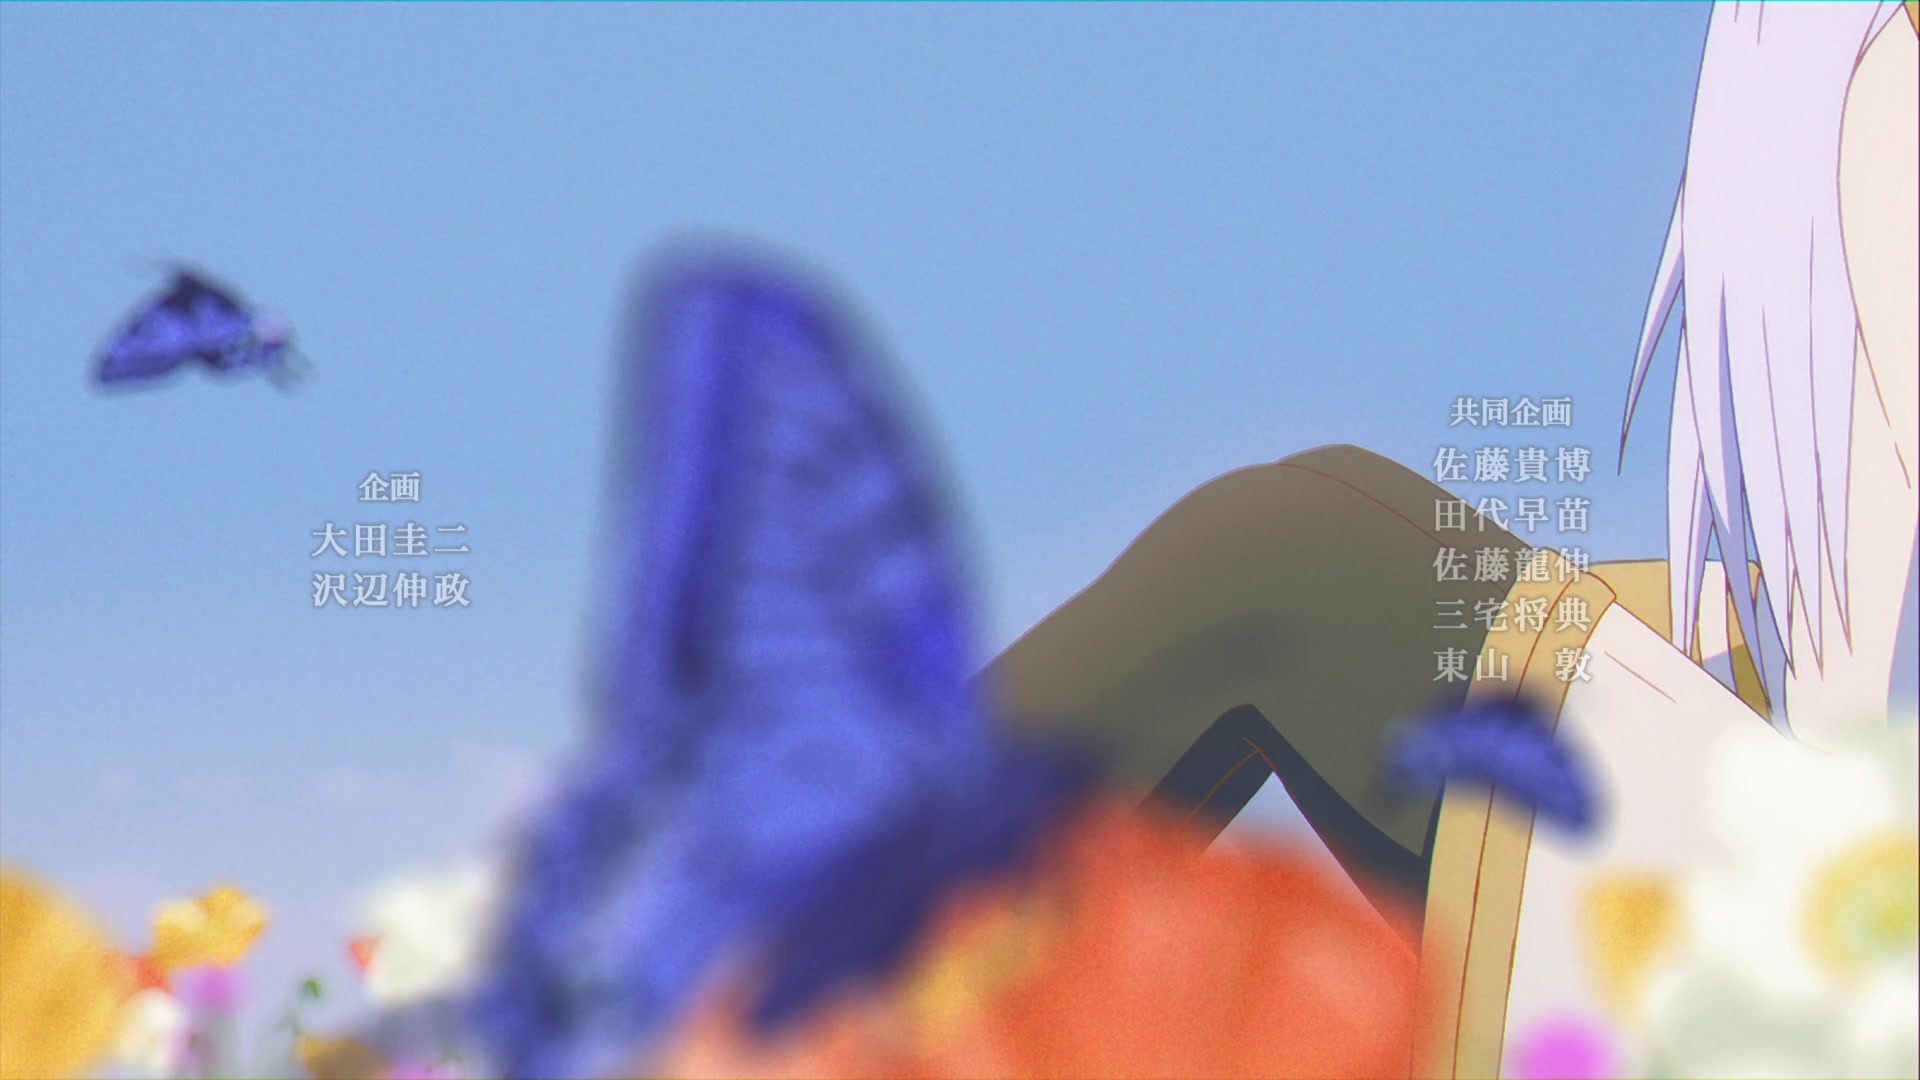 企画
大田圭二
沢辺伸政
共同企画
佐藤貴博
田代早苗
佐藤龍伸
三宅将典
東山　敦